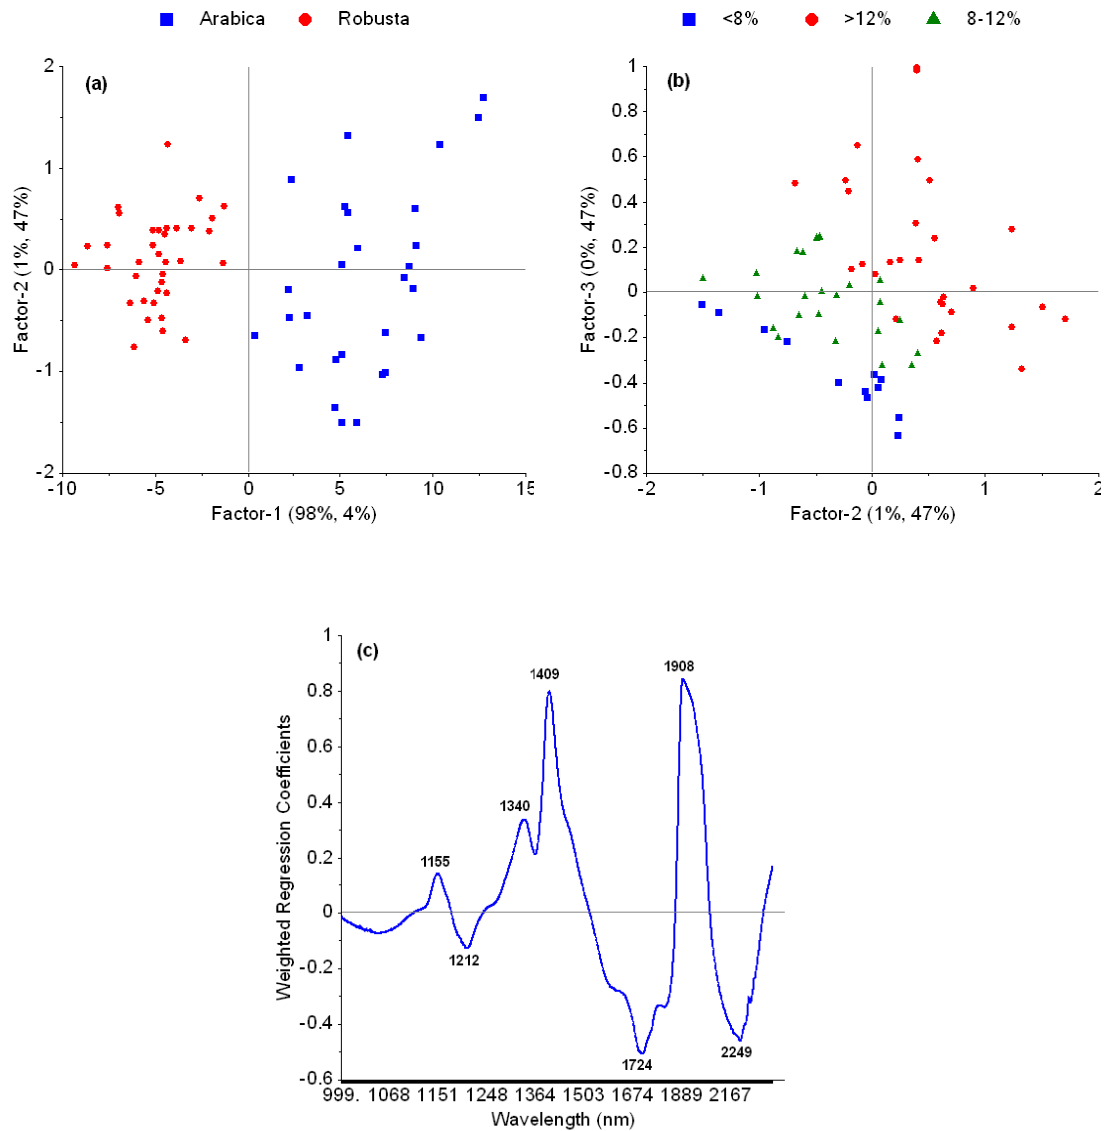 Arabica Robusta
<8% >12% 8-12%
(a)
2
1
0
-1
-2
-10 -5 0 5 10 15
Factor-2 (1%, 47%)
Factor-1 (98%, 4%)
(b)
1
0.8
0.6
0.4
0.2
0
-0.2
-0.4
-0.6
-0.8
-2 -1 0 1 2
Factor-3 (0%, 47%)
Factor-2 (1%, 47%)
(c)
1
0.8
0.6
0.4
0.2
0
-0.2
-0.4
-0.6
Weighted Regression Coefficients
1155
1212
1340
1409
1724
1908
2249
999. 1068 1151 1248 1364 1503 1674 1889 2167
Wavelength (nm)